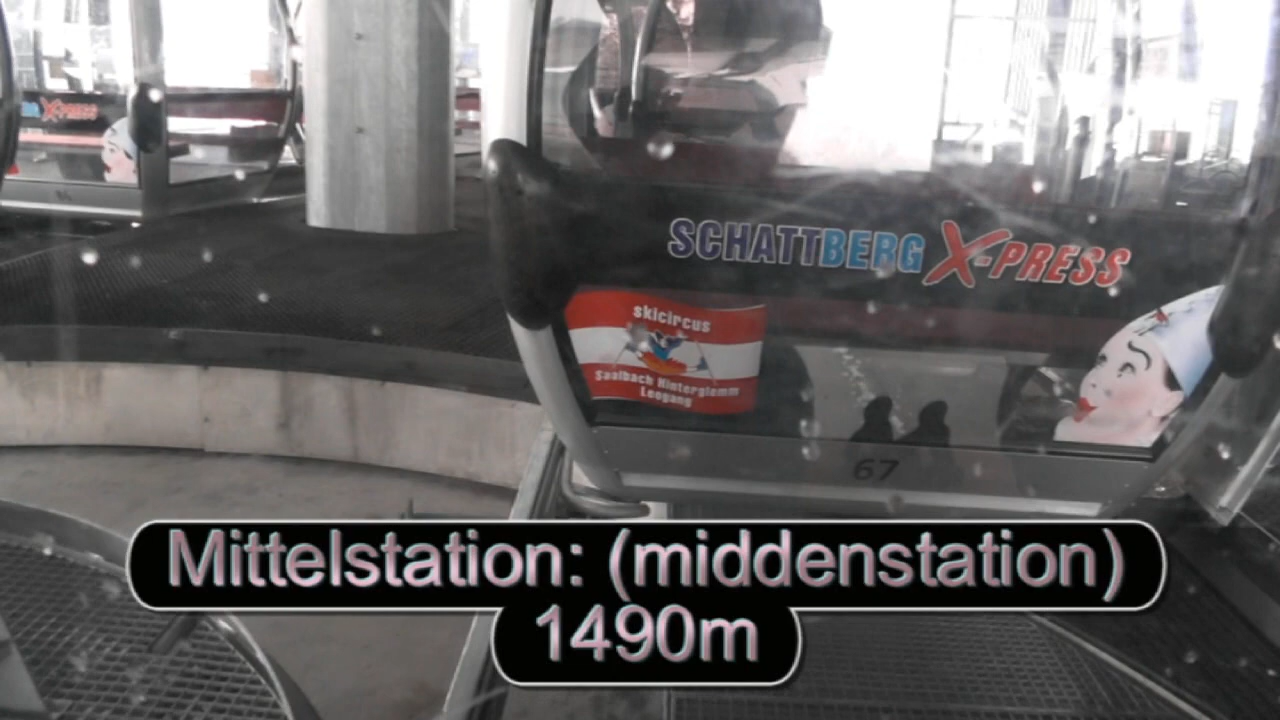 X-PRESS
SCHATTBERG X-PRESS
skicircus
Saalbach Hinterglemm
Leogang
67
Mittelstation: (middenstation)
1490m